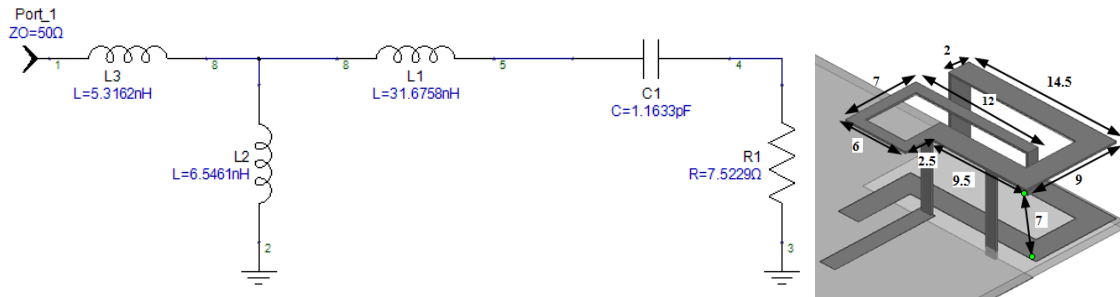 Port_1
ZO=50Ω
1
L3
L=5.3162nH
8
8
L1
L=31.6758nH
5
C1
C=1.1633pF
4
L2
L=6.5461nH
2
R1
R=7.5229Ω
3
2
7
12
14.5
6
2.5
9.5
9
7